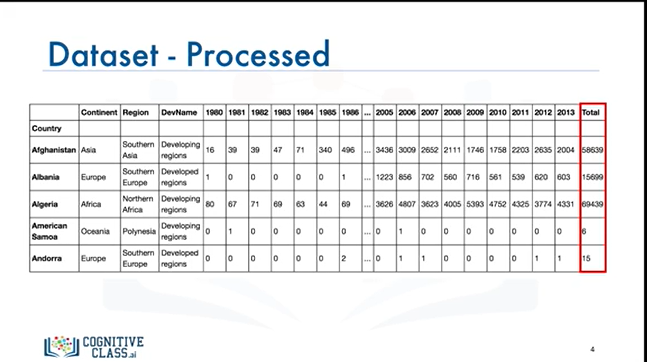 Dataset - Processed
Continent Region DevName 1980 1981 1982 1983 1984 1985 1986 ... 2005 2006 2007 2008 2009 2010 2011 2012 2013 Total
Country
Afghanistan Asia Southern Asia Developing regions 16 39 39 47 71 340 496 ... 3436 3009 2652 2111 1746 1758 2203 2635 2004 58639
Albania Europe Southern Europe Developed regions 1 0 0 0 0 0 1 ... 1223 856 702 560 716 561 539 620 603 15699
Algeria Africa Northern Africa Developing regions 80 67 71 69 63 44 69 ... 3626 4807 3623 4005 5393 4752 4325 3774 4331 69439
American Samoa Oceania Polynesia Developing regions 0 1 0 0 0 0 0 ... 0 1 0 0 0 0 0 0 0 6
Andorra Europe Southern Europe Developed regions 0 0 0 0 0 0 2 ... 0 1 1 0 0 0 0 1 1 15
COGNITIVE
CLASS.ai
4